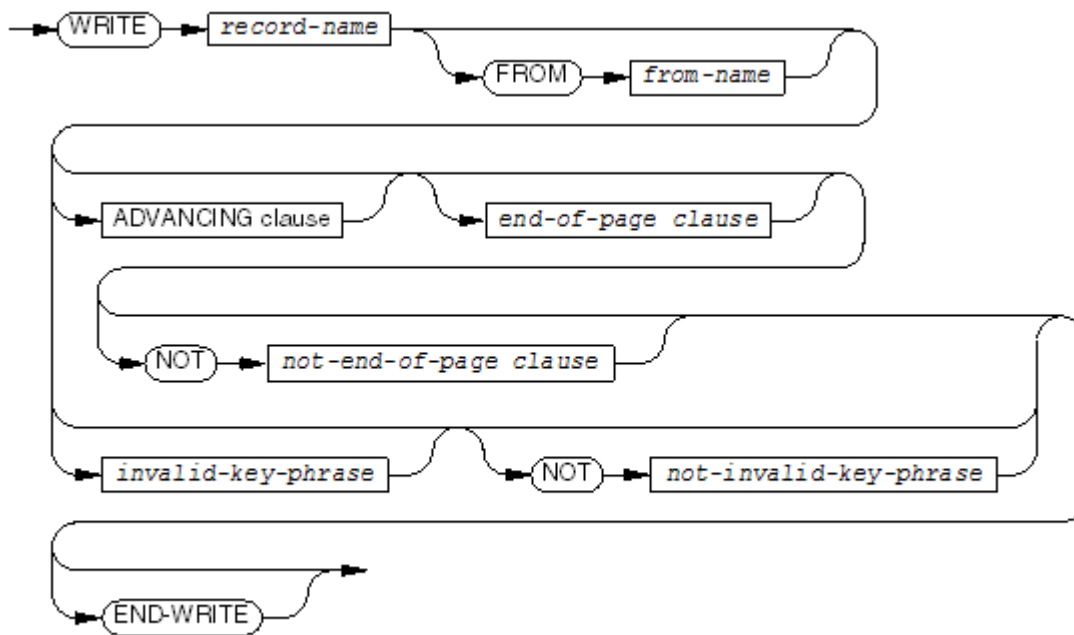 WRITE record-name
FROM from-name
ADVANCING clause end-of-page clause
NOT not-end-of-page clause
invalid-key-phrase NOT not-invalid-key-phrase
END-WRITE